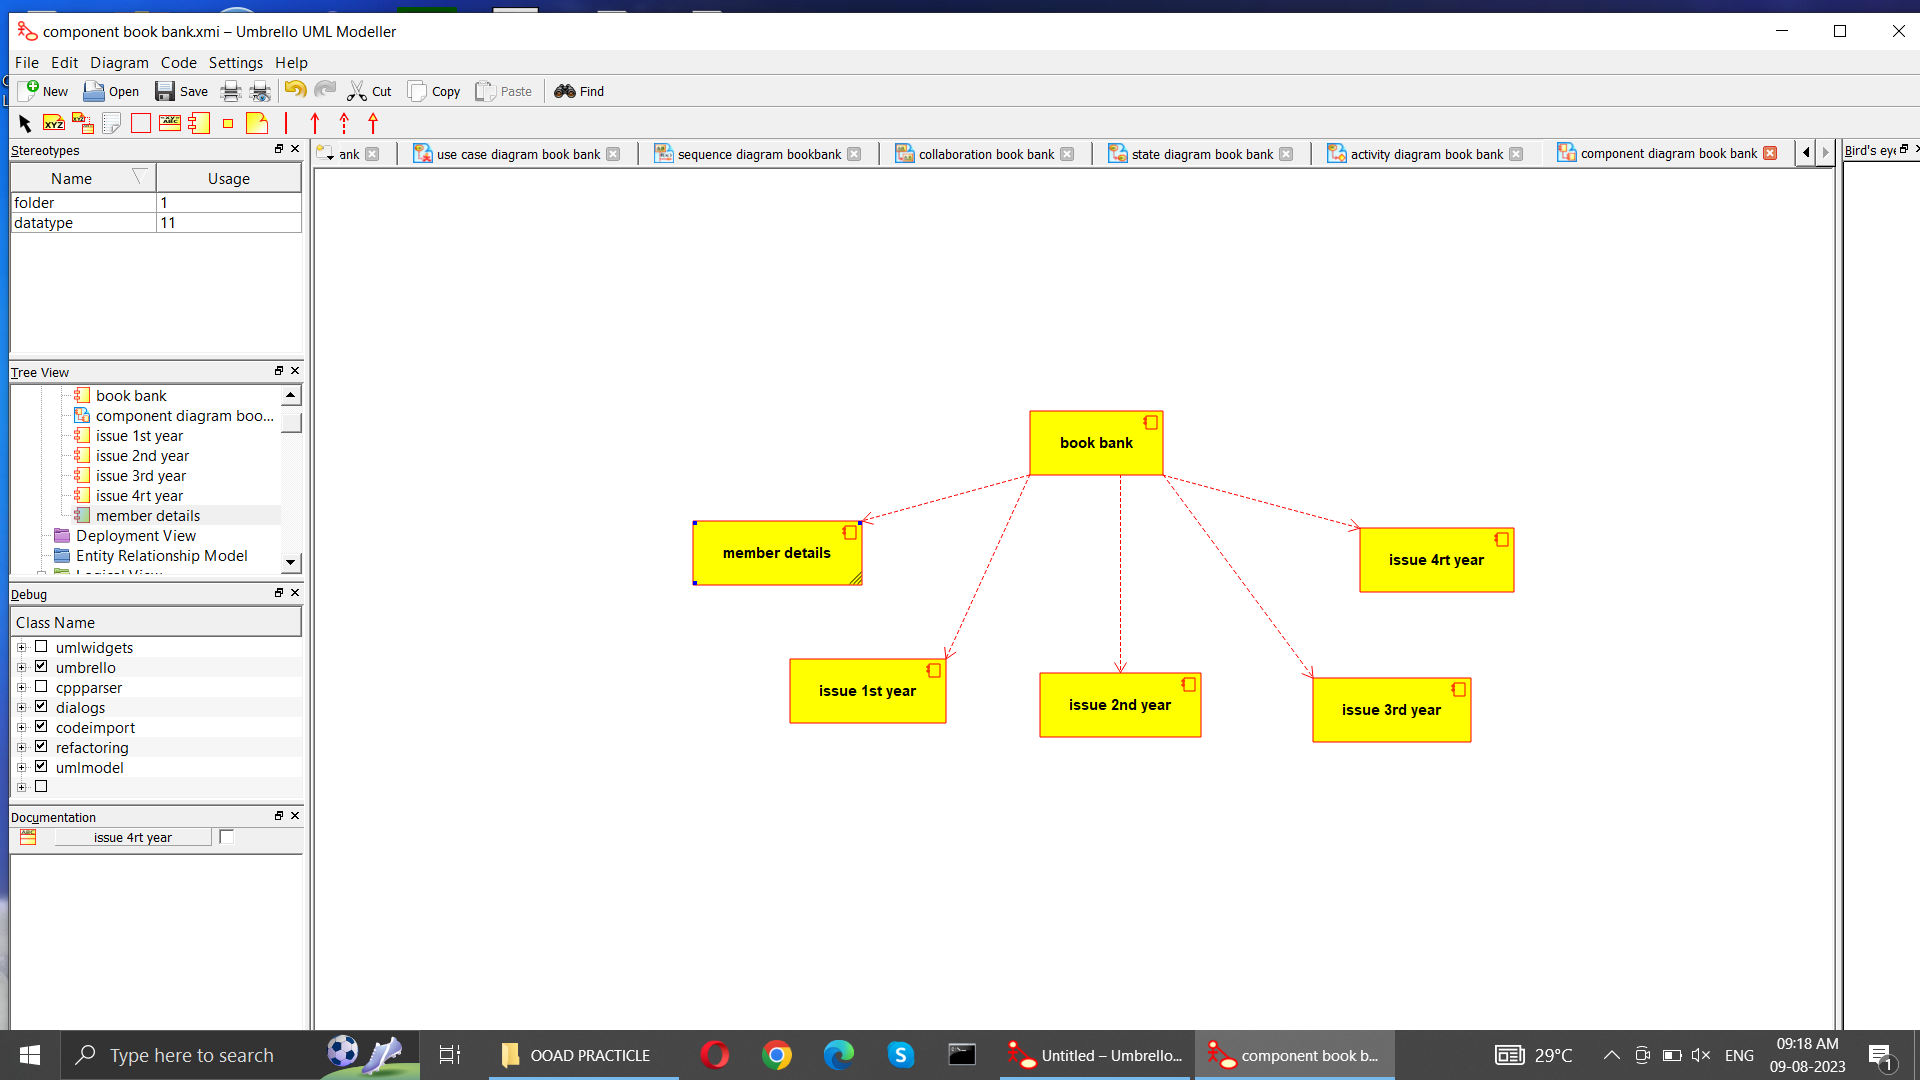 component book bank.xmi – Umbrello UML Modeller
File Edit Diagram Code Settings Help
New Open Save Cut Copy Paste Find
XYZ XYZ ABC
Stereotypes
Name Usage
folder 1
datatype 11
ank use case diagram book bank sequence diagram bookbank collaboration book bank state diagram book bank activity diagram book bank component diagram book bank
Bird's eye
Tree View
book bank
component diagram boo...
issue 1st year
issue 2nd year
issue 3rd year
issue 4rt year
member details
Deployment View
Entity Relationship Model
Logical View
book bank
member details
issue 4rt year
issue 1st year
issue 2nd year
issue 3rd year
Debug
Class Name
umlwidgets
umbrello
cppparser
dialogs
codeimport
refactoring
umlmodel
Documentation
issue 4rt year
Type here to search
OOAD PRACTICLE
Untitled – Umbrello...
component book b...
29°C
ENG
09:18 AM
09-08-2023
1